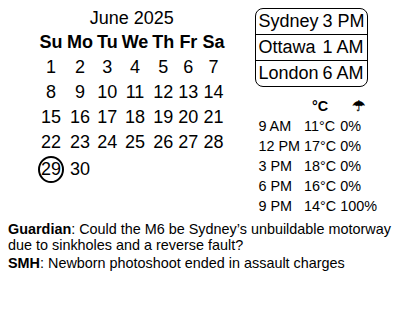 June 2025
Su Mo Tu We Th Fr Sa
1 2 3 4 5 6 7
8 9 10 11 12 13 14
15 16 17 18 19 20 21
22 23 24 25 26 27 28
29 30
Sydney 3 PM
Ottawa 1 AM
London 6 AM
°C ☂
9 AM 11°C 0%
12 PM 17°C 0%
3 PM 18°C 0%
6 PM 16°C 0%
9 PM 14°C 100%
Guardian: Could the M6 be Sydney’s unbuildable motorway
due to sinkholes and a reverse fault?
SMH: Newborn photoshoot ended in assault charges